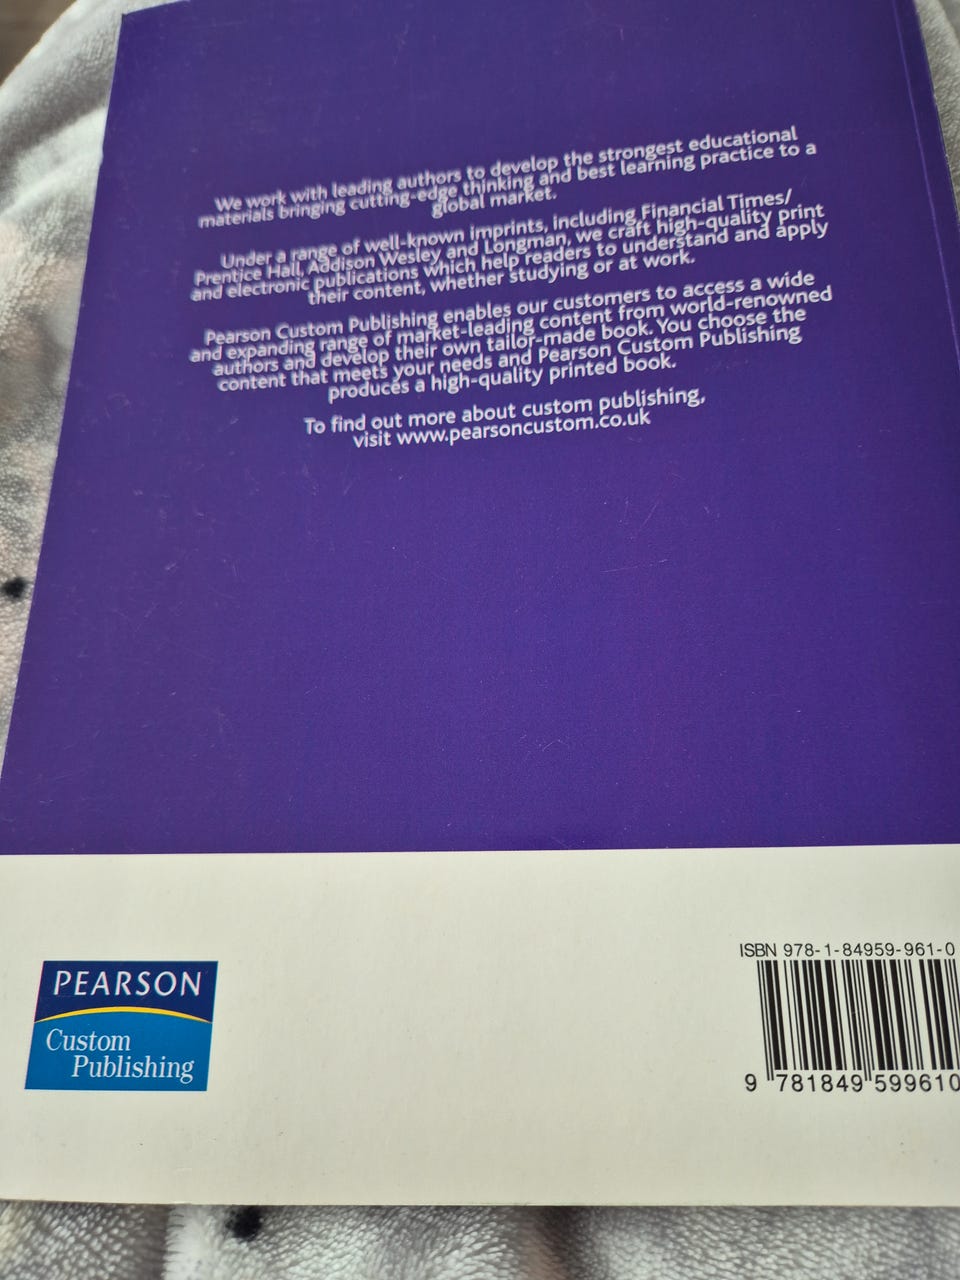 We work with leading authors to develop the strongest educational
materials bringing cutting-edge thinking and best learning practice to a
global market.
Under a range of well-known imprints, including Financial Times/
Prentice Hall, Addison Wesley and Longman, we craft high-quality print
and electronic publications which help readers to understand and apply
their content, whether studying or at work.
Pearson Custom Publishing enables our customers to access a wide
and expanding range of market-leading content from world-renowned
authors and develop their own tailor-made book. You choose the
content that meets your needs and Pearson Custom Publishing
produces a high-quality printed book.
To find out more about custom publishing,
visit www.pearsoncustom.co.uk
PEARSON
Custom
Publishing
ISBN 978-1-84959-961-0
9 781849 599610